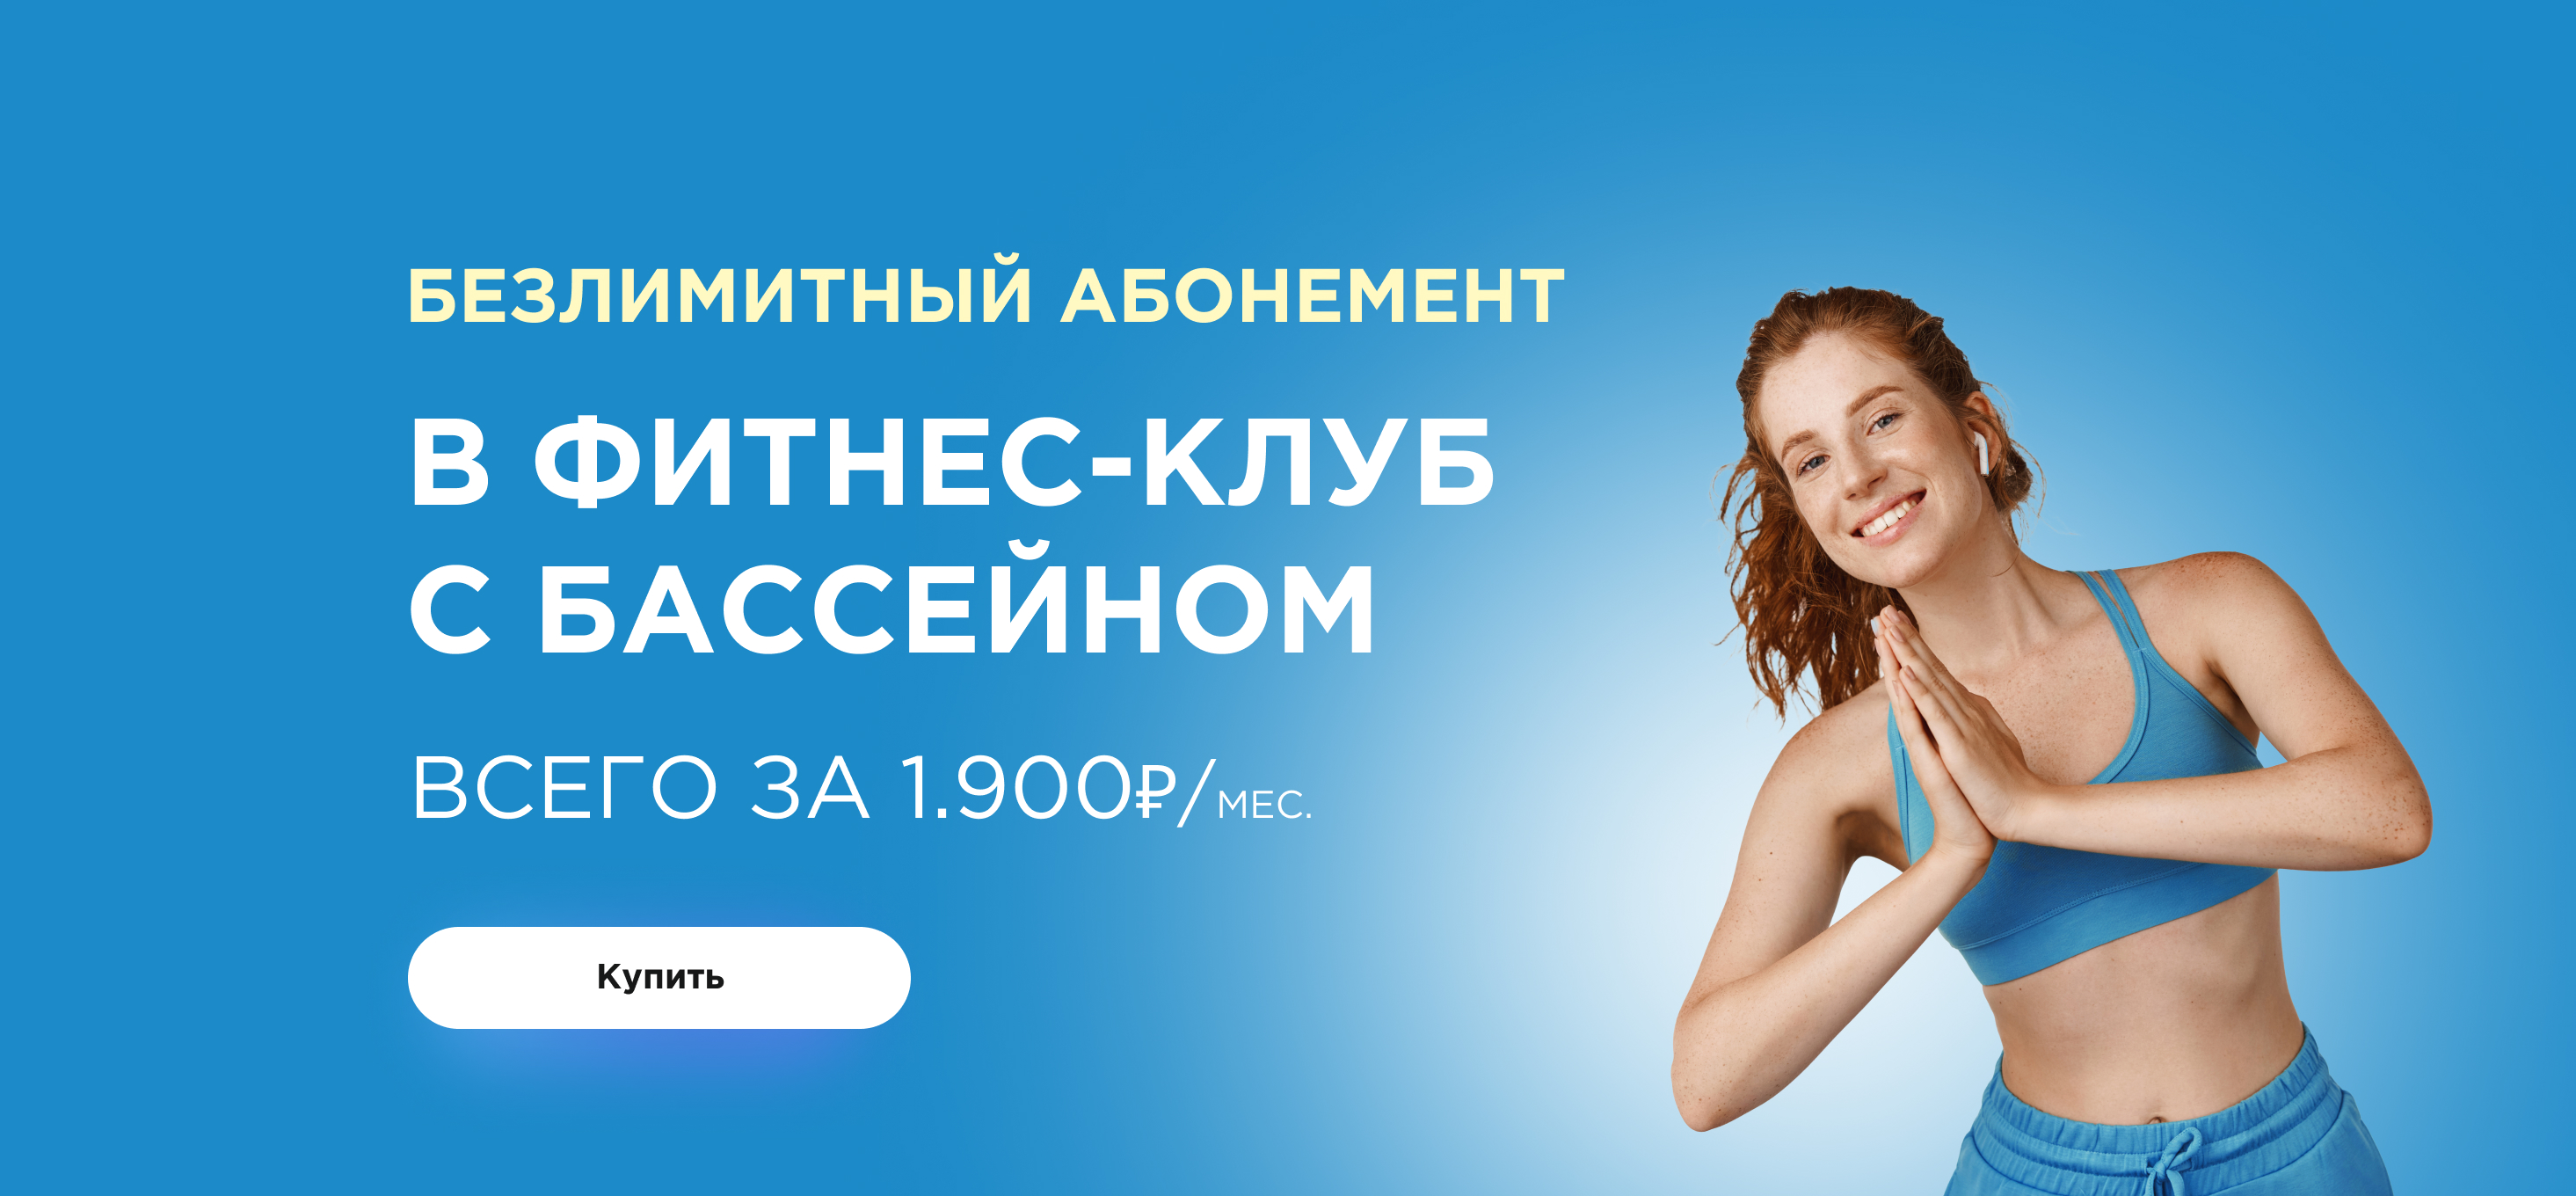 БЕЗЛИМИТНЫЙ АБОНЕМЕНТ
В ФИТНЕС-КЛУБ
С БАССЕЙНОМ
ВСЕГО ЗА 1.900₽/МЕС.
Купить